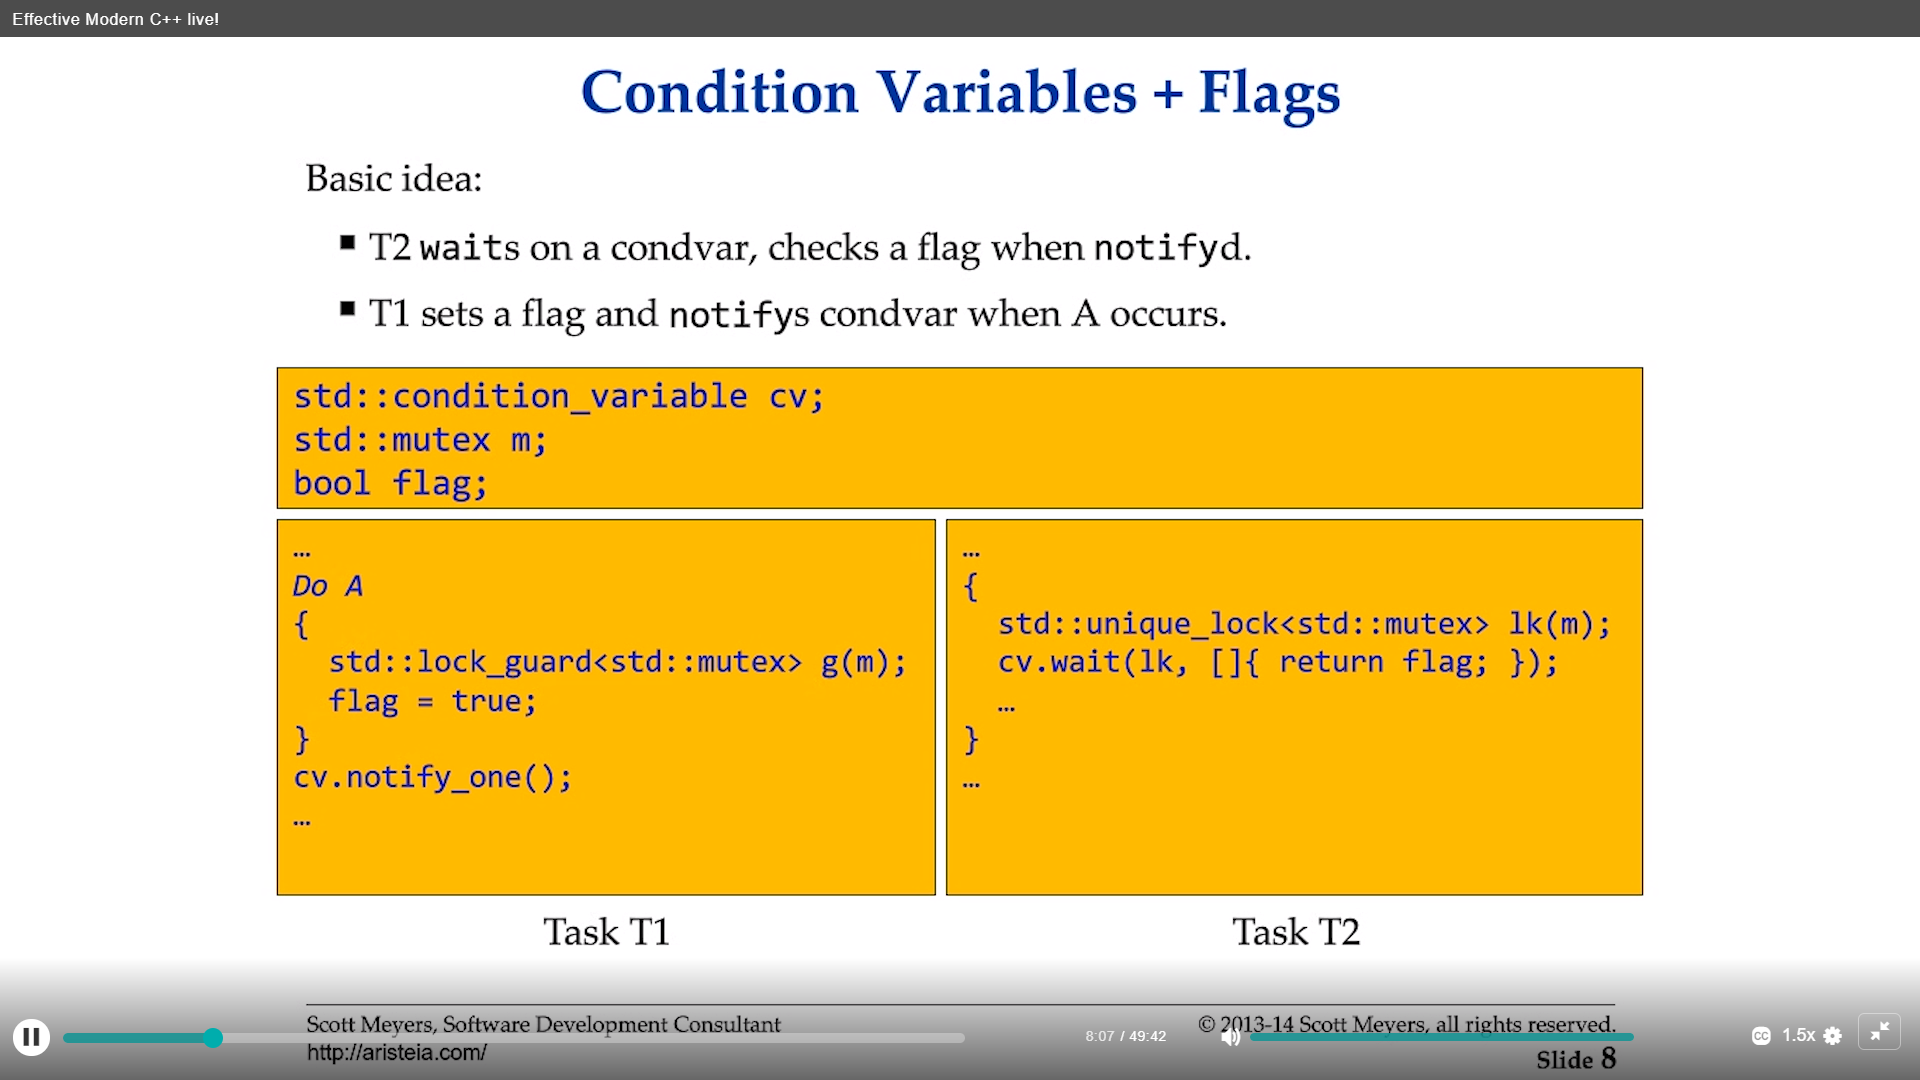 Effective Modern C++ live!
Condition Variables + Flags
Basic idea:
▪ T2 waits on a condvar, checks a flag when notifyd.
▪ T1 sets a flag and notifys condvar when A occurs.
std::condition_variable cv;
std::mutex m;
bool flag;
…
Do A
{
  std::lock_guard<std::mutex> g(m);
  flag = true;
}
cv.notify_one();
…
Task T1
…
{
  std::unique_lock<std::mutex> lk(m);
  cv.wait(lk, []{ return flag; });
  …
}
…
Task T2
Scott Meyers, Software Development Consultant
http://aristeia.com/
© 2013-14 Scott Meyers, all rights reserved.
Slide 8
8:07 / 49:42
CC
1.5x